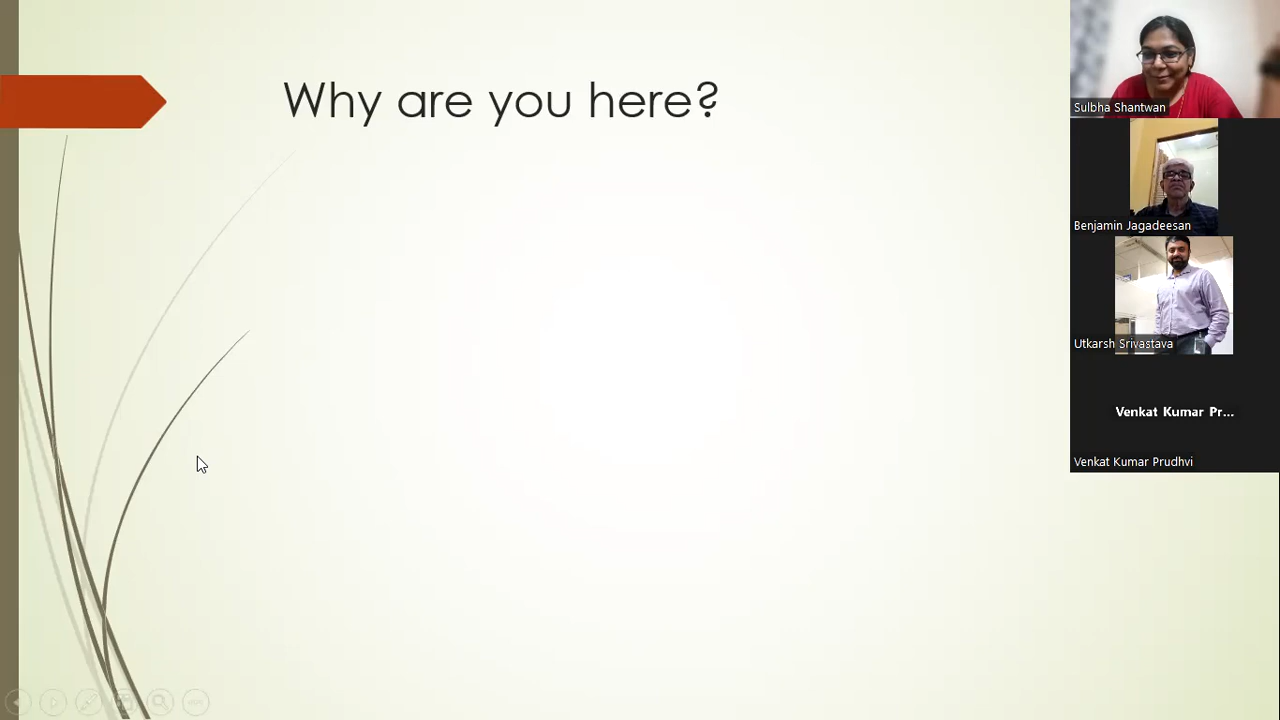 Why are you here?
Sulbha Shantwan
Benjamin Jagadeesan
Utkarsh Srivastava
Venkat Kumar Pr...
Venkat Kumar Prudhvi